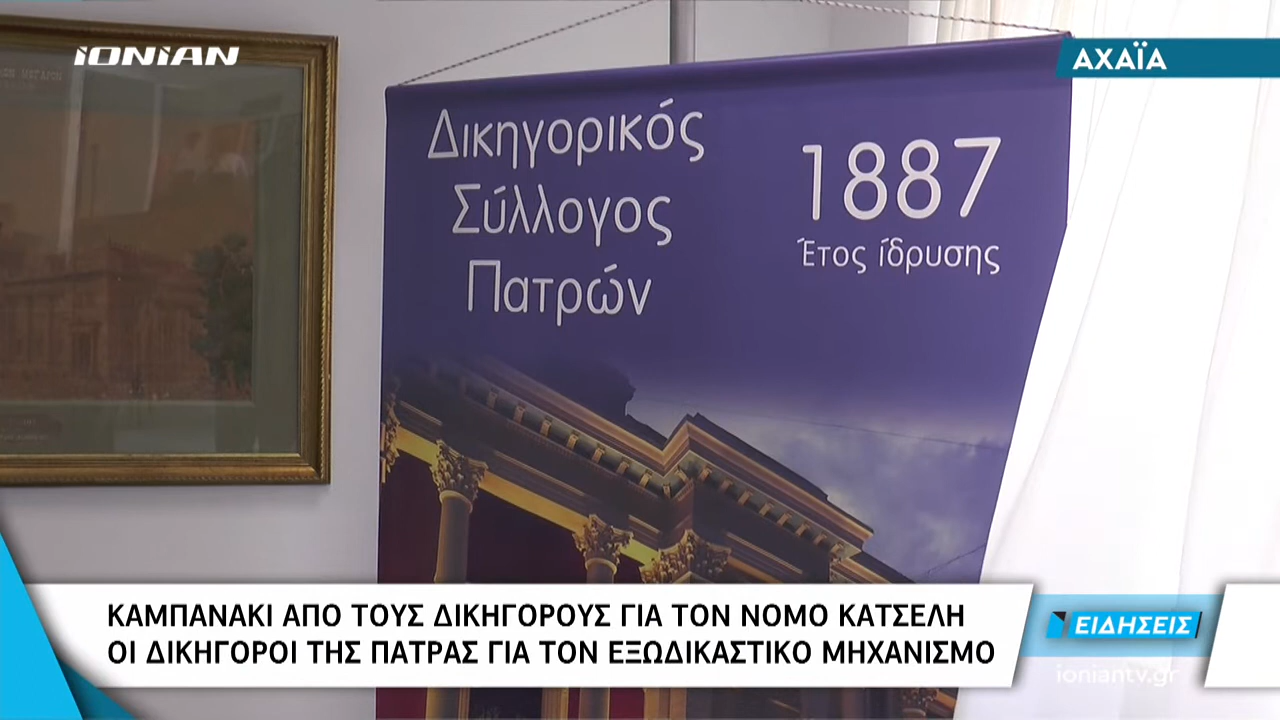 IONIAN
ΑΧΑΪΑ
Δικηγορικός
Σύλλογος
Πατρών
1887
Έτος ίδρυσης
ΚΑΜΠΑΝΑΚΙ ΑΠΟ ΤΟΥΣ ΔΙΚΗΓΟΡΟΥΣ ΓΙΑ ΤΟΝ ΝΟΜΟ ΚΑΤΣΕΛΗ
ΟΙ ΔΙΚΗΓΟΡΟΙ ΤΗΣ ΠΑΤΡΑΣ ΓΙΑ ΤΟΝ ΕΞΩΔΙΚΑΣΤΙΚΟ ΜΗΧΑΝΙΣΜΟ
ΕΙΔΗΣΕΙΣ
ioniantv.gr